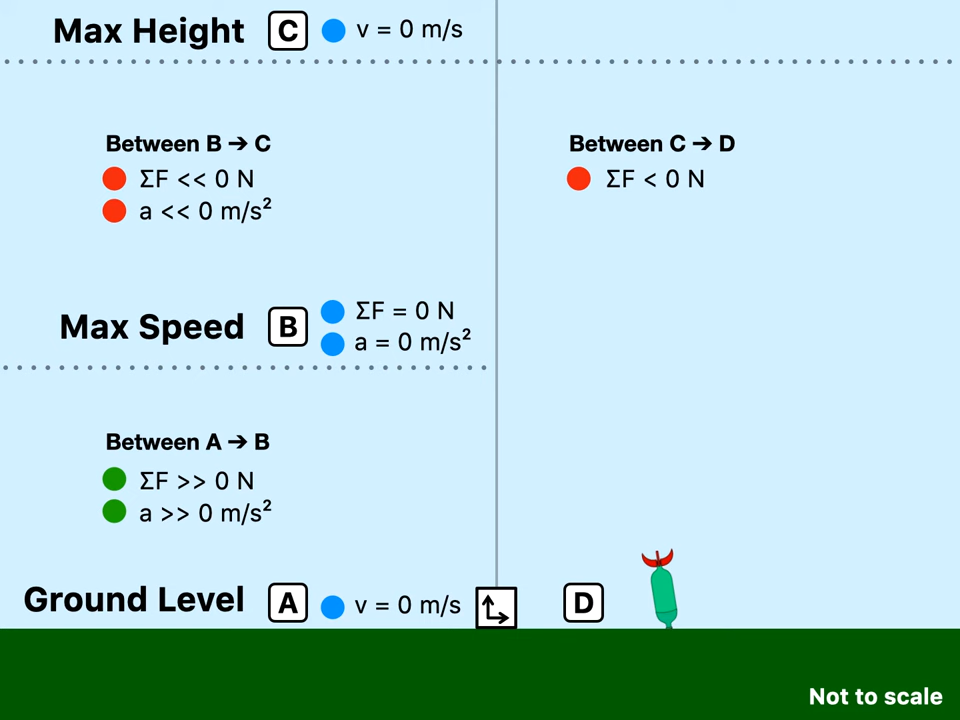 Max Height C v = 0 m/s
Between B ➔ C
ΣF << 0 N
a << 0 m/s²
Between C ➔ D
ΣF < 0 N
Max Speed B
ΣF = 0 N
a = 0 m/s²
Between A ➔ B
ΣF >> 0 N
a >> 0 m/s²
Ground Level A v = 0 m/s
D
Not to scale